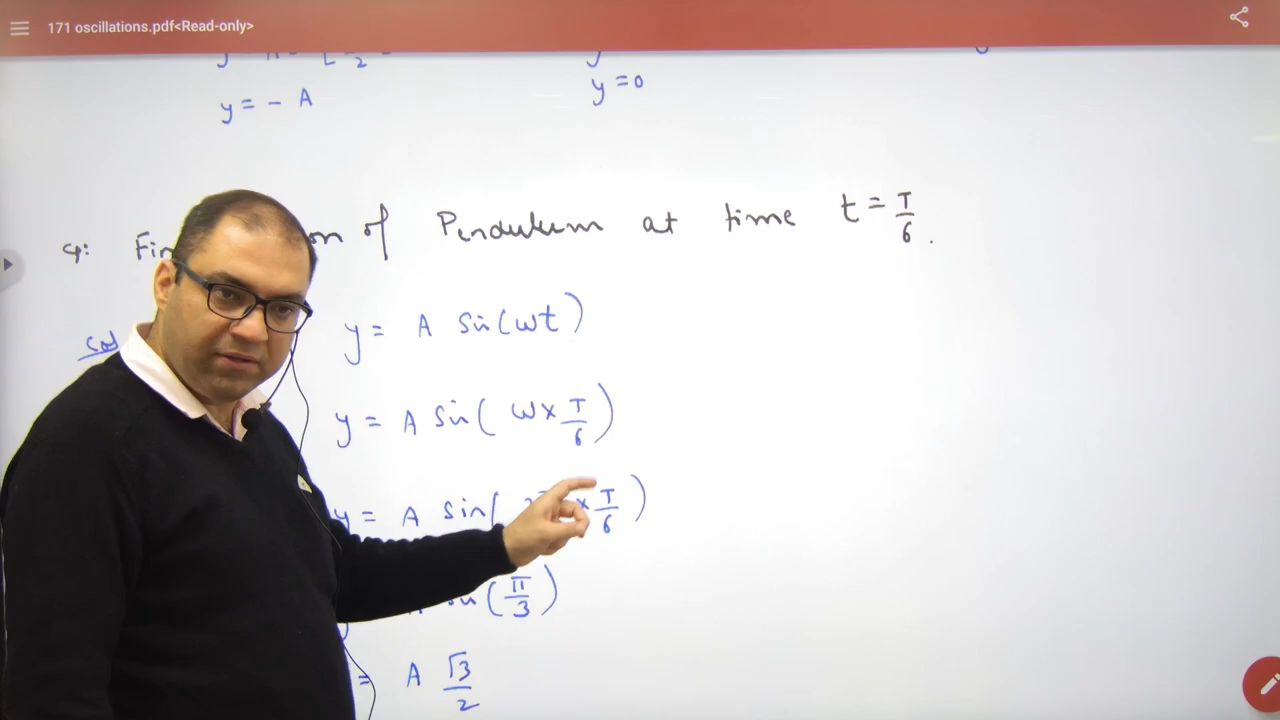 171 oscillations.pdf<Read-only>
y = - A
y = 0
of Pendulum at time t = T/6 .
y = A Sin(ωt)
y = A Sin( ω × T/6 )
y = A Sin( × T/6 )
(π/3)
= A √3/2